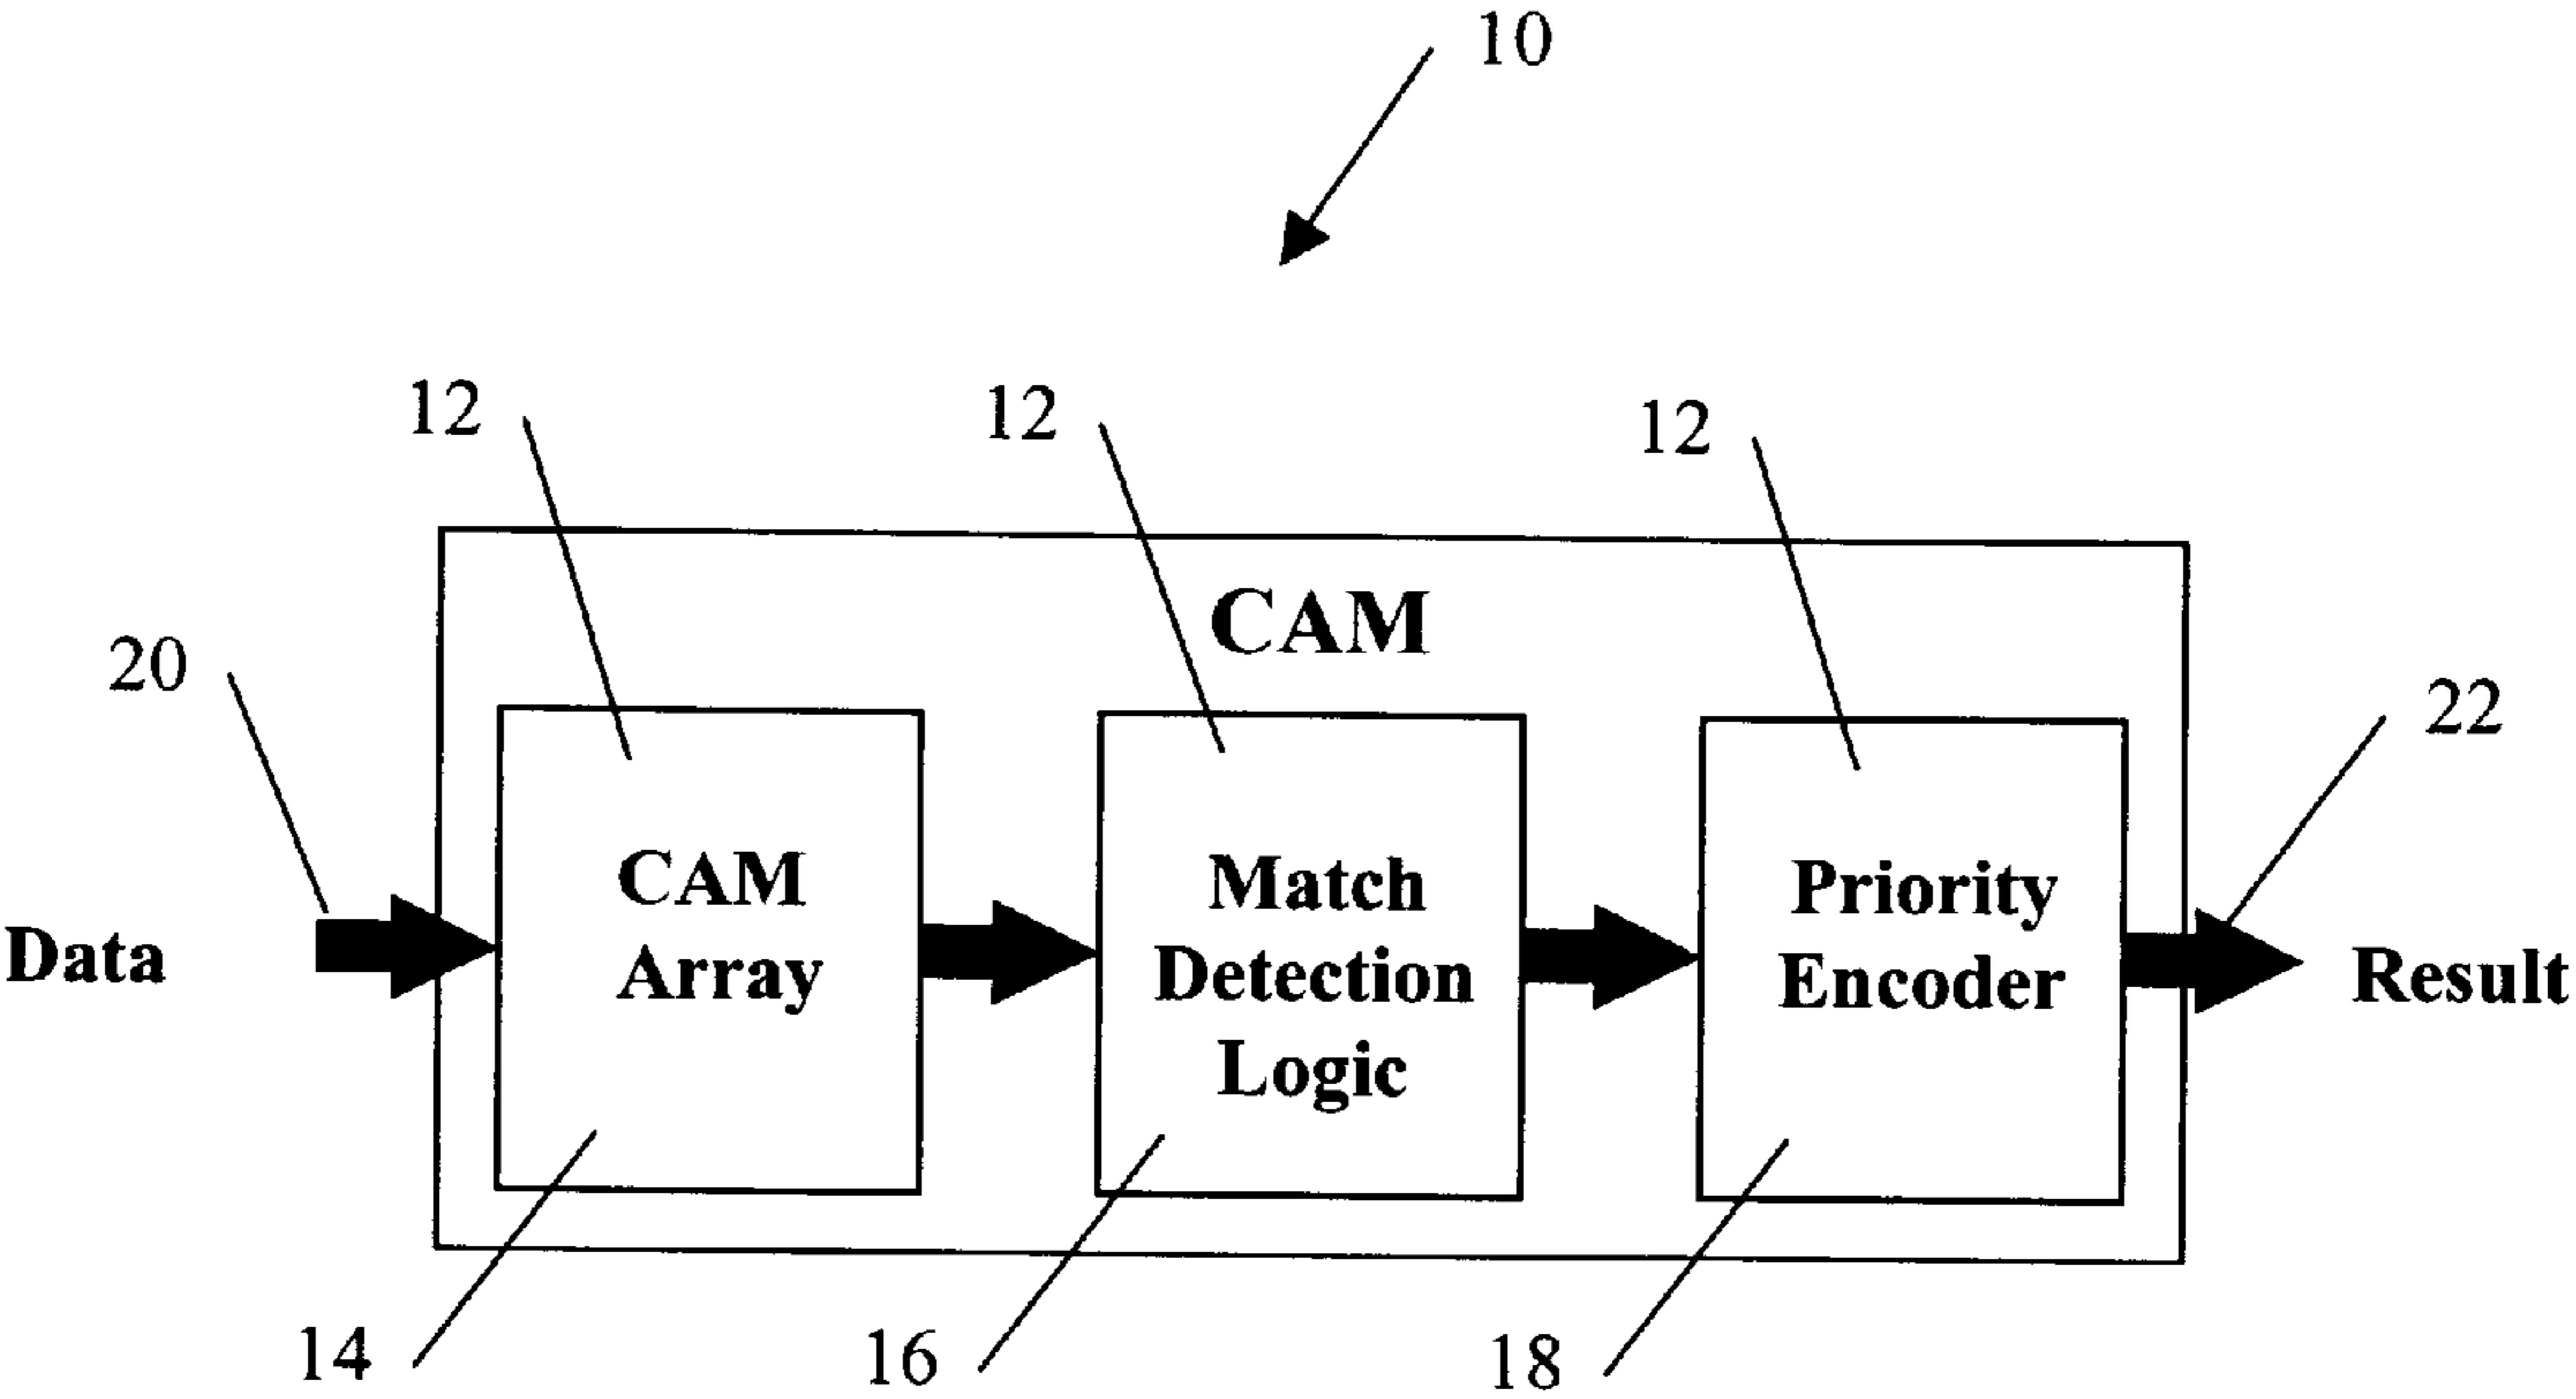 10
12
12
12
CAM
20
22
CAM
Array
Match
Detection
Logic
Priority
Encoder
Data
Result
14
16
18